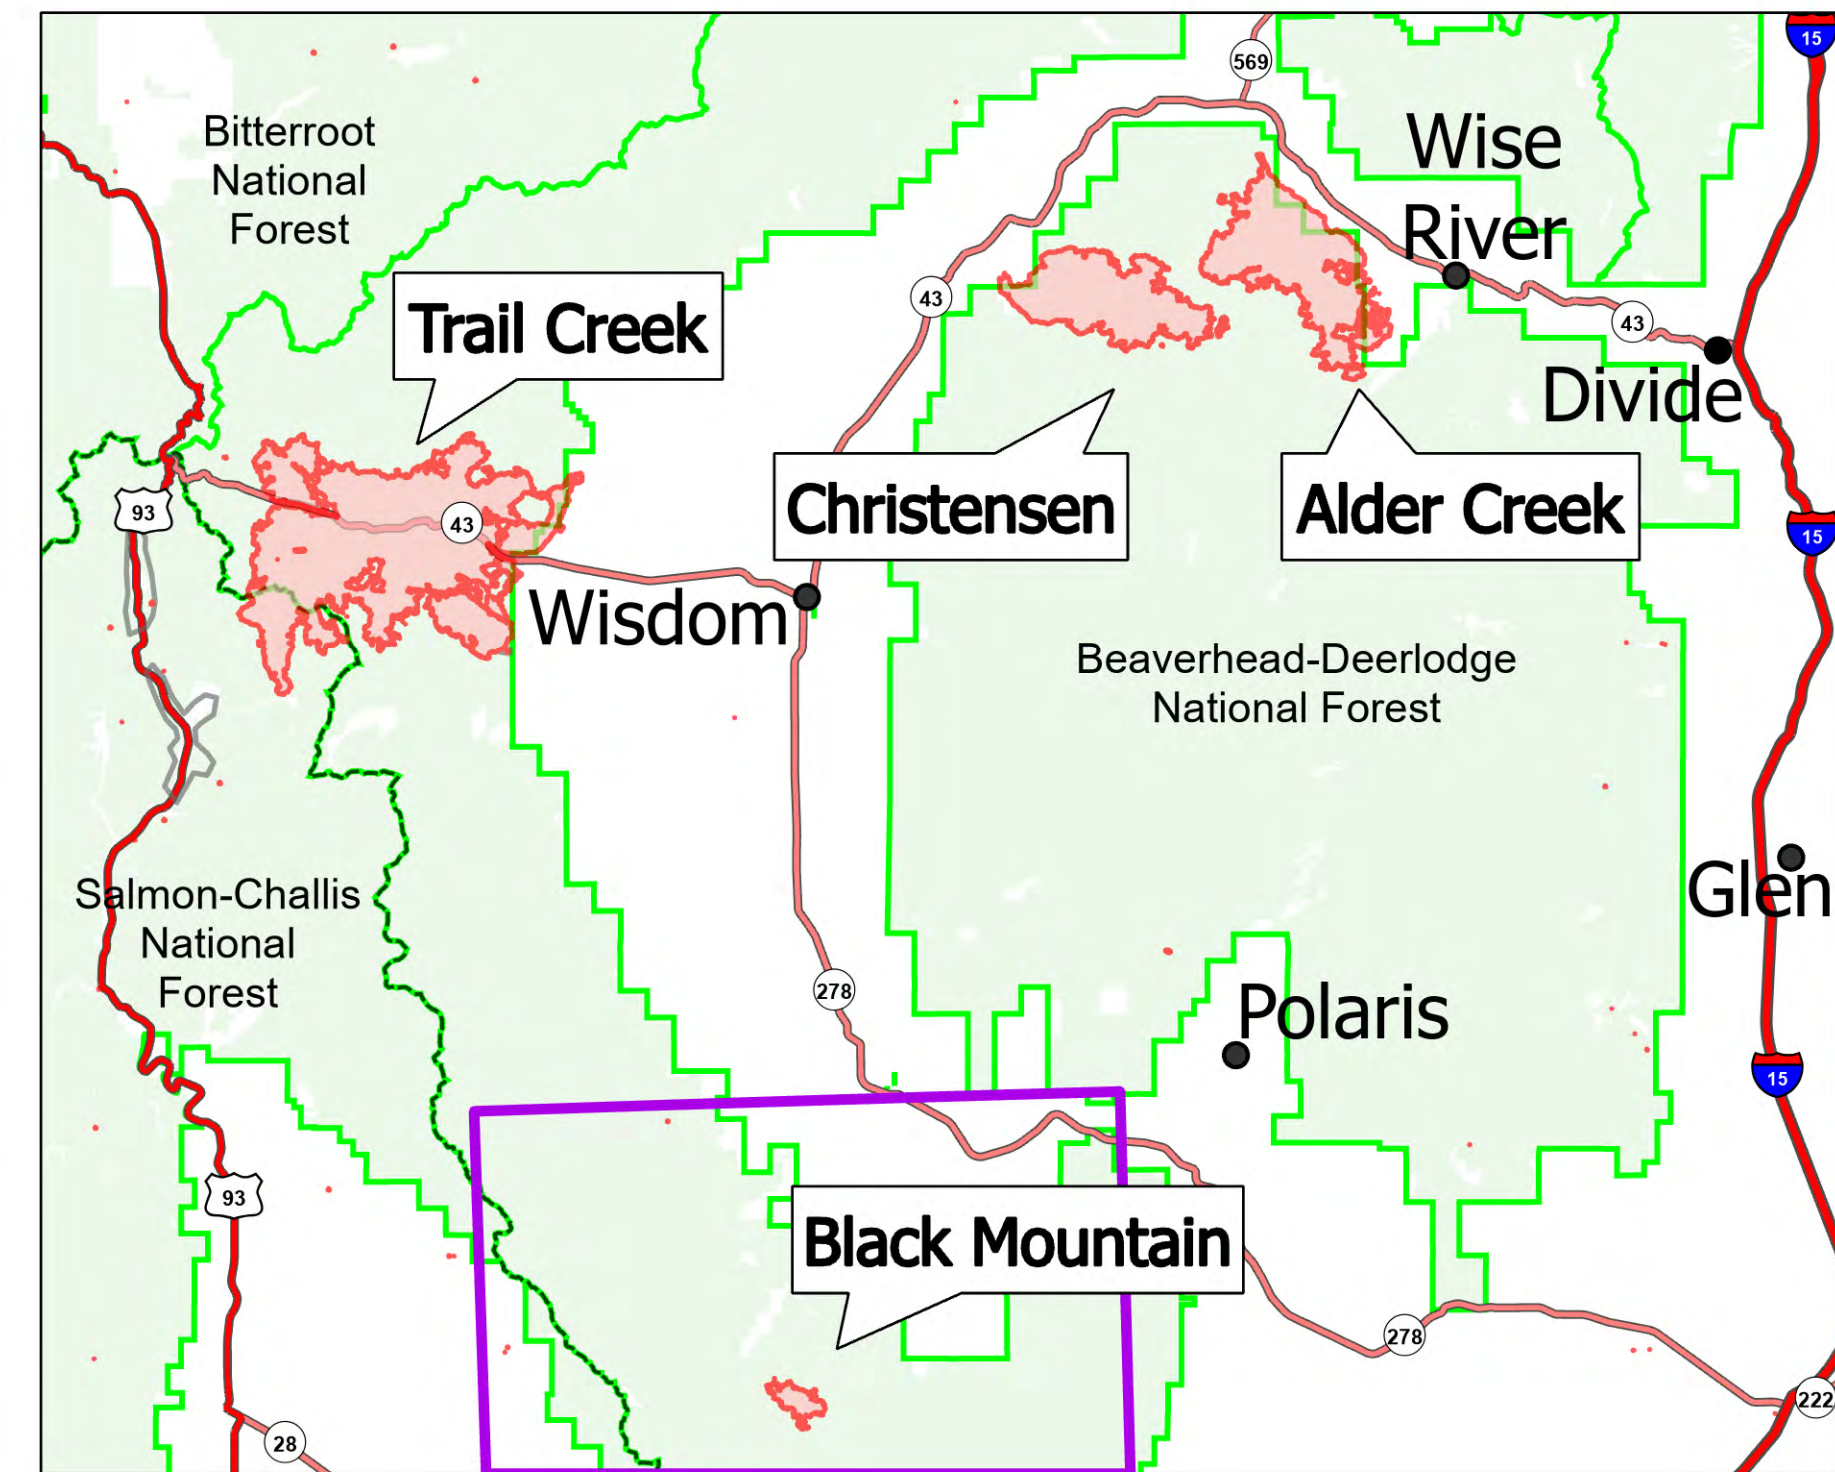 15
569
Bitterroot
National
Forest
Wise
River
43
Trail Creek
43
Divide
93
43
Christensen
Alder Creek
15
Wisdom
Beaverhead-Deerlodge
National Forest
Glen
Salmon-Challis
National
Forest
278
Polaris
15
93
Black Mountain
278
222
28